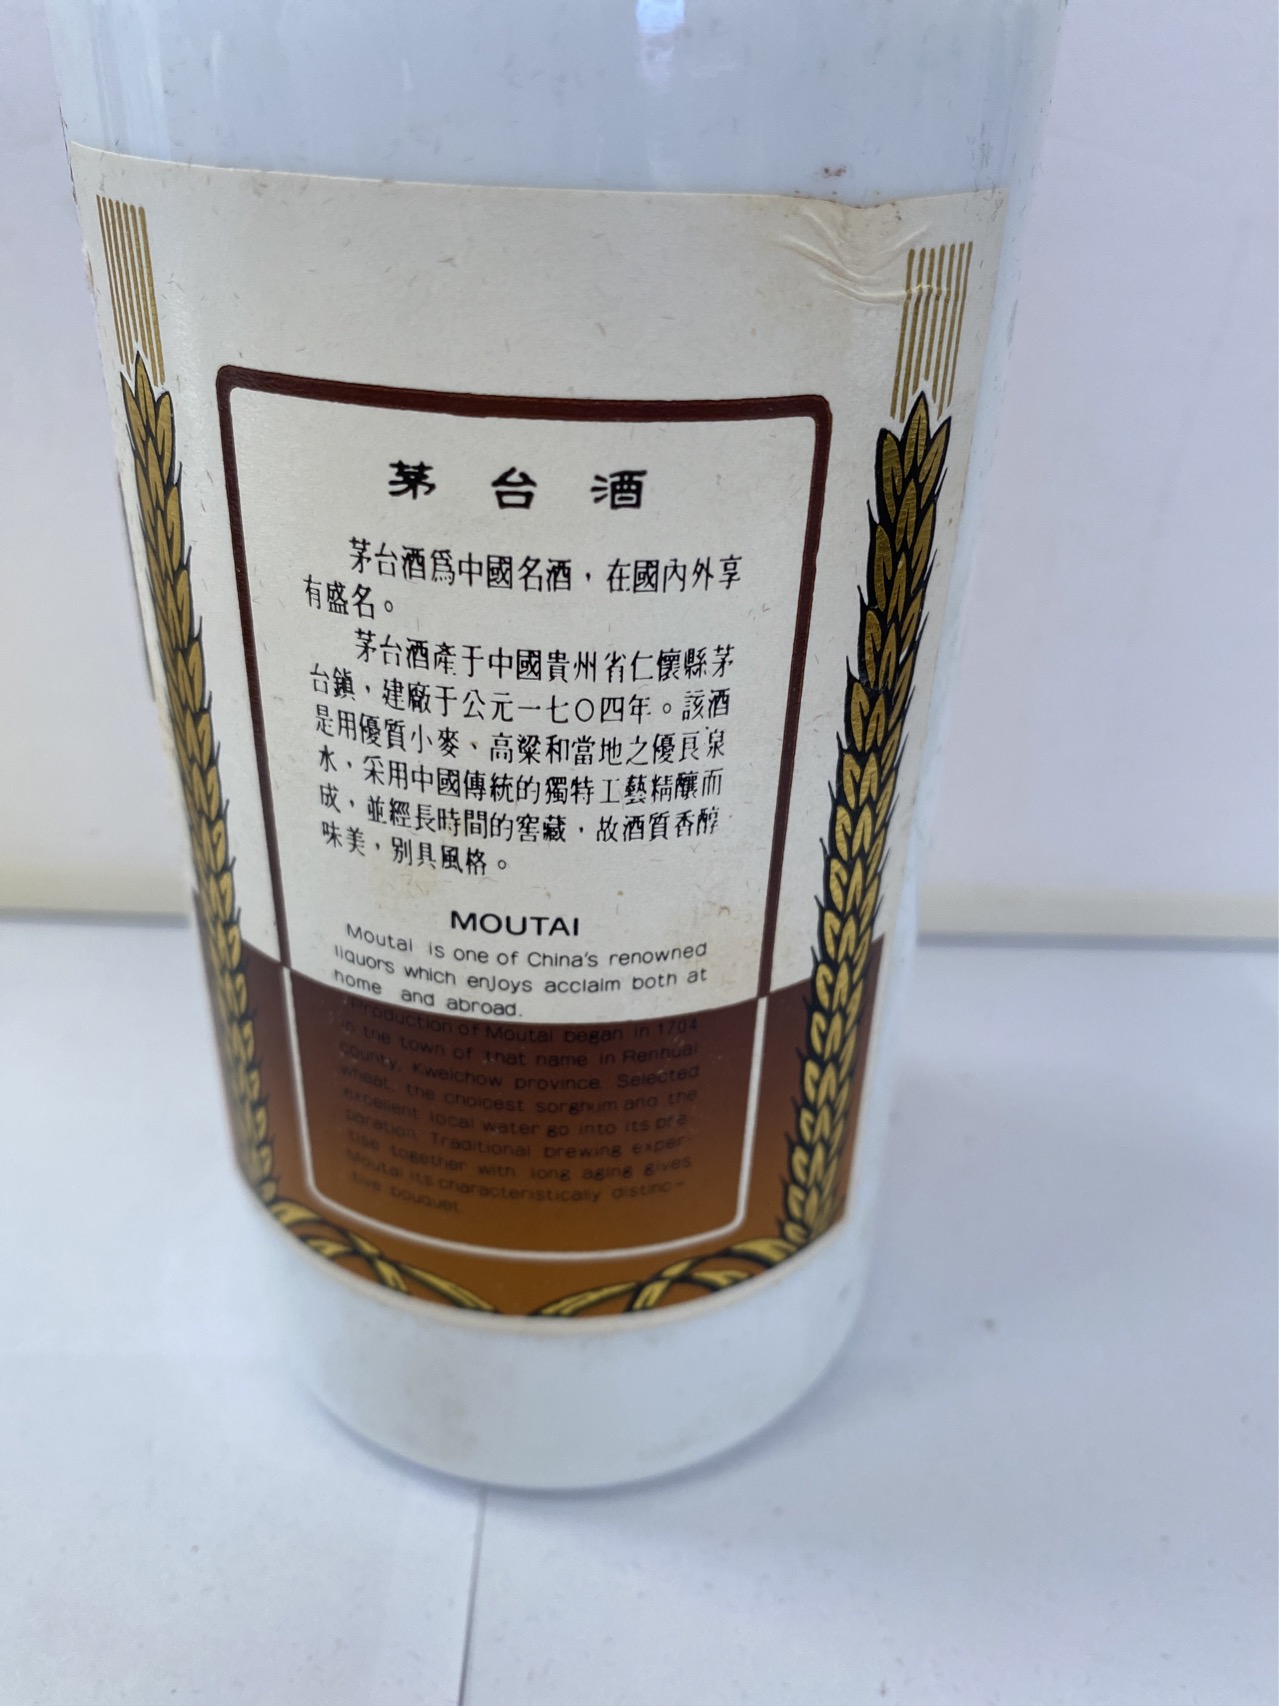 茅台酒
茅台酒爲中國名酒，在國內外享
有盛名。
茅台酒產于中國貴州省仁懷縣茅
台鎮，建廠于公元一七〇四年。該酒
是用優質小麥、高粱和當地之優良泉
水，采用中國傳統的獨特工藝精釀而
成，並經長時間的窖藏，故酒質香醇
味美，別具風格。
MOUTAI
Moutai is one of China's renowned
liquors which enjoys acclaim both at
home and abroad.
Production of Moutai began in 1704
in the town of that name in Renhuai
county, Kweichow province. Selected
wheat, the choicest sorghum and the
excellent local water go into its pre-
paration. Traditional brewing exper-
tise together with long aging gives
Moutai its characteristically distinc-
tive bouquet.